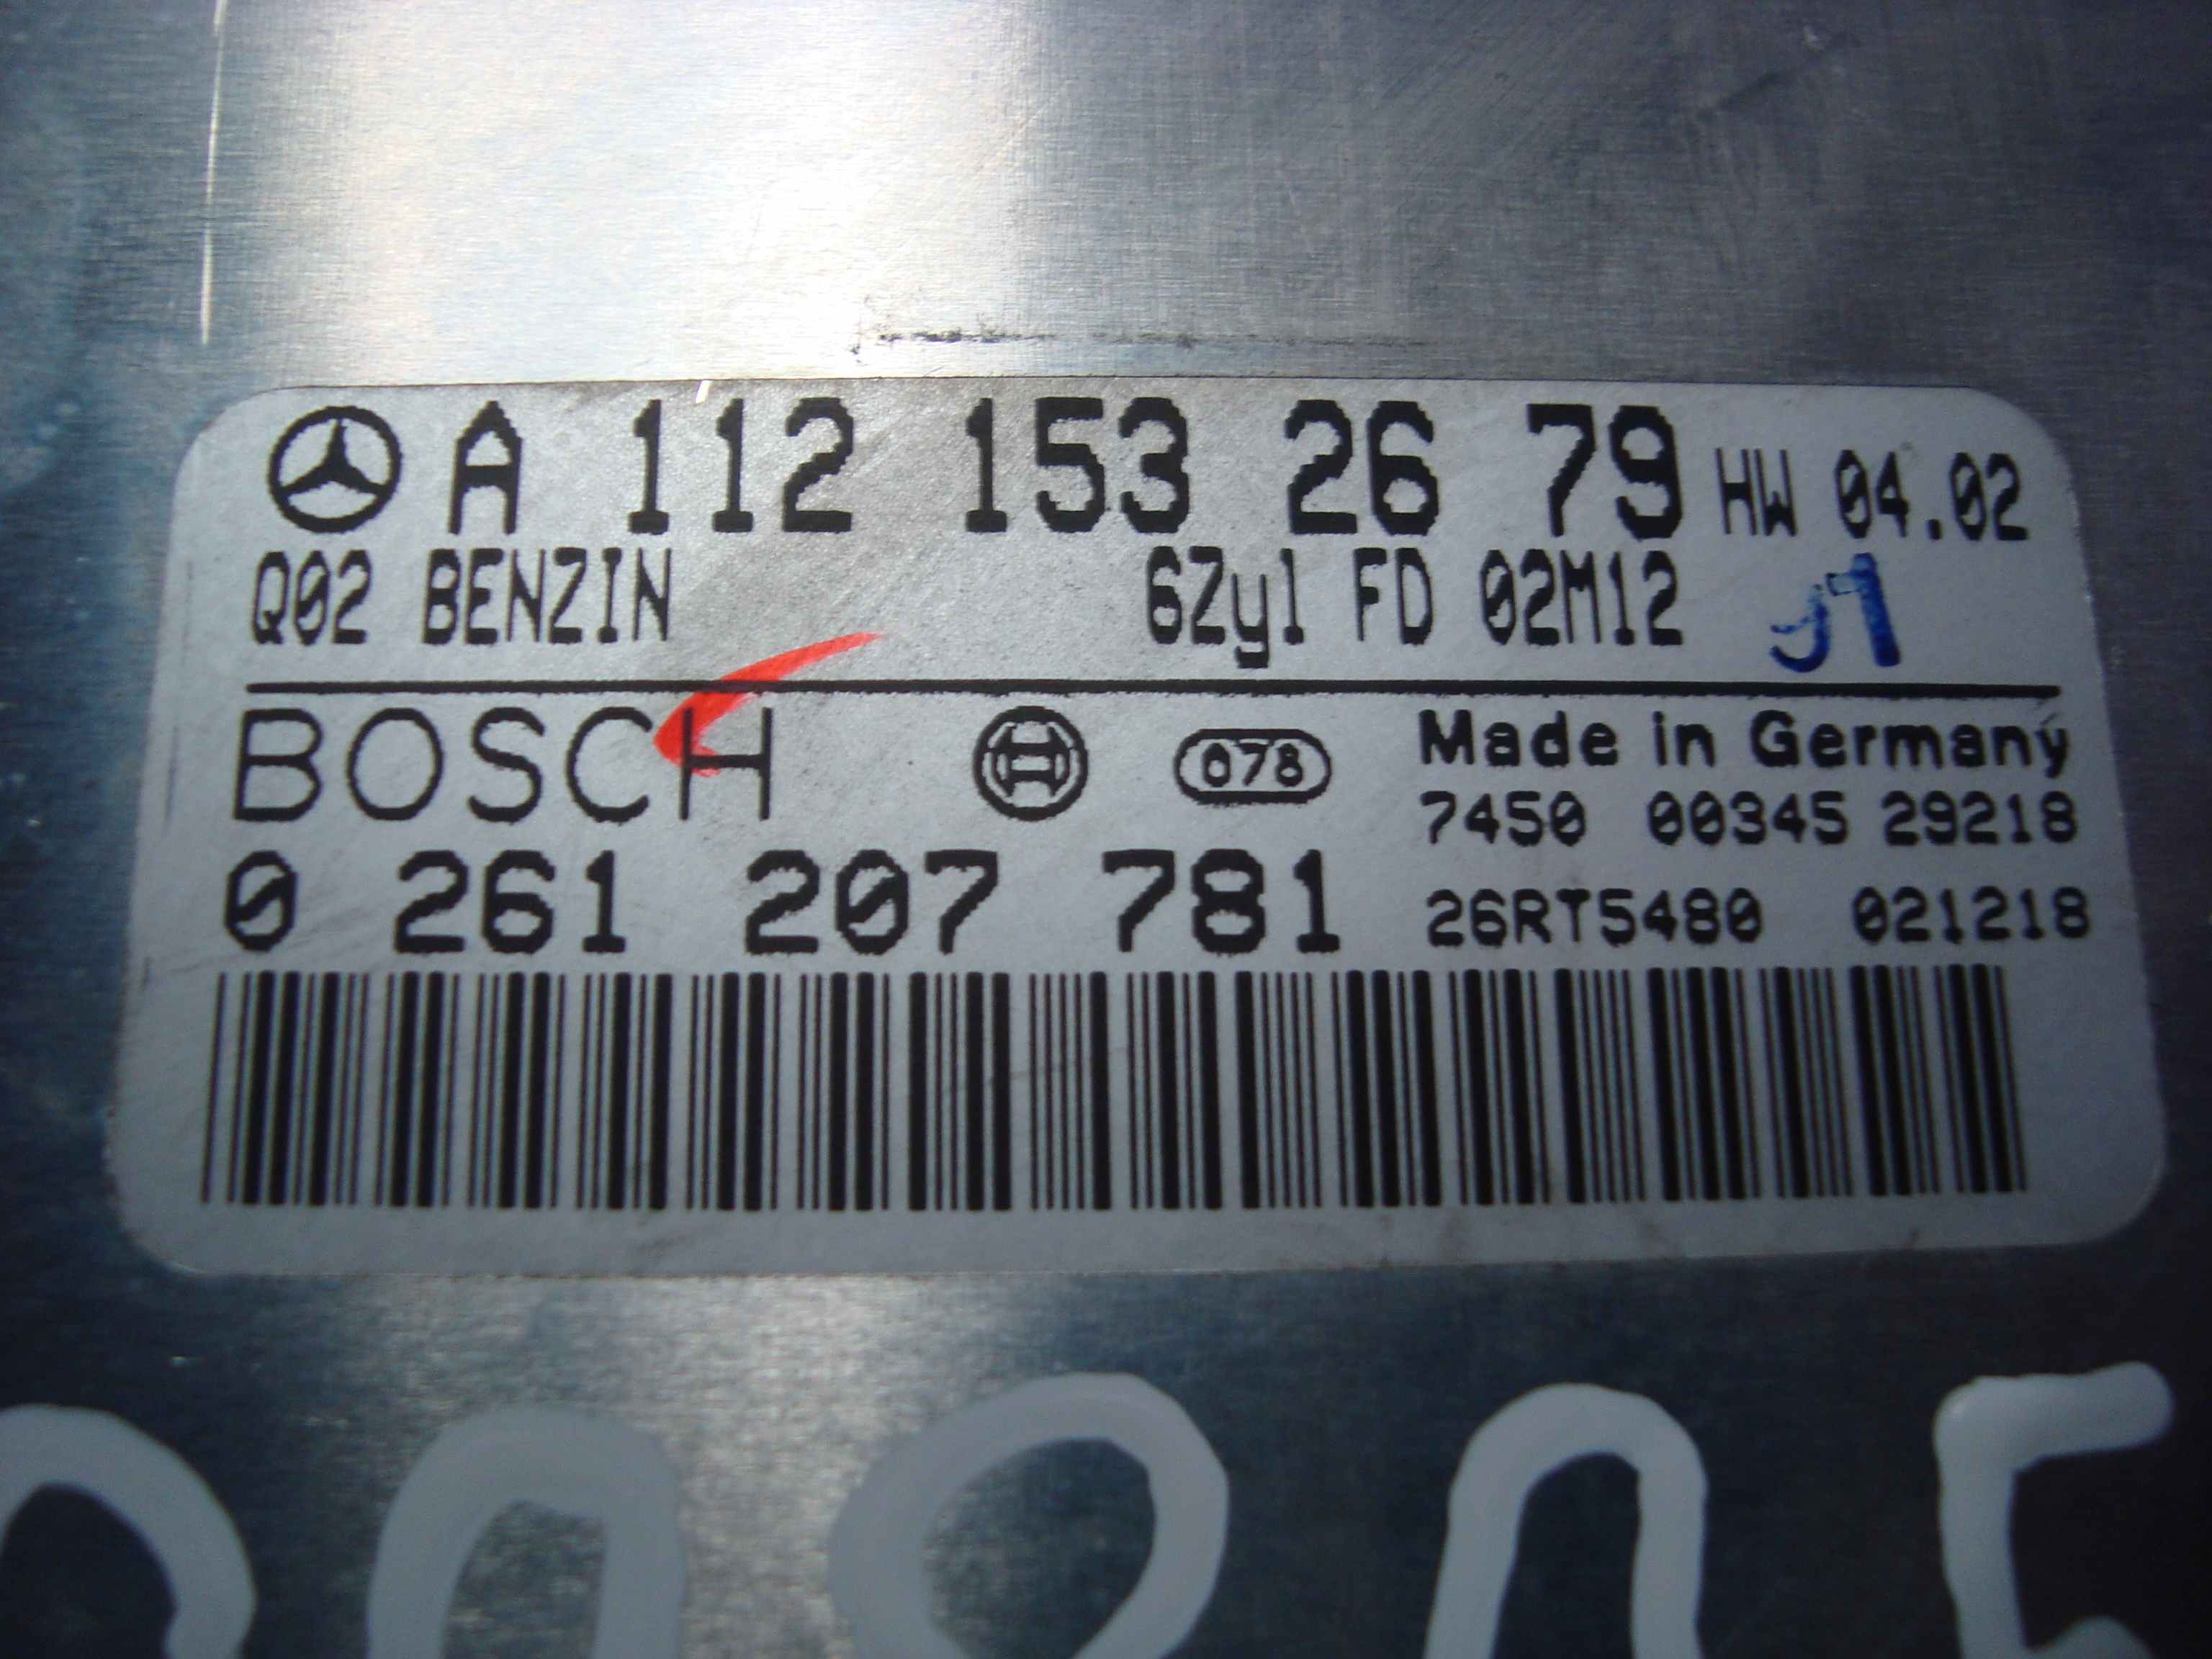 A 112 153 26 79 HW 04.02
Q02 BENZIN 6Zyl FD 02M12
BOSCH 078 Made in Germany
7450 00345 29218
0 261 207 781 26RT5480 021218